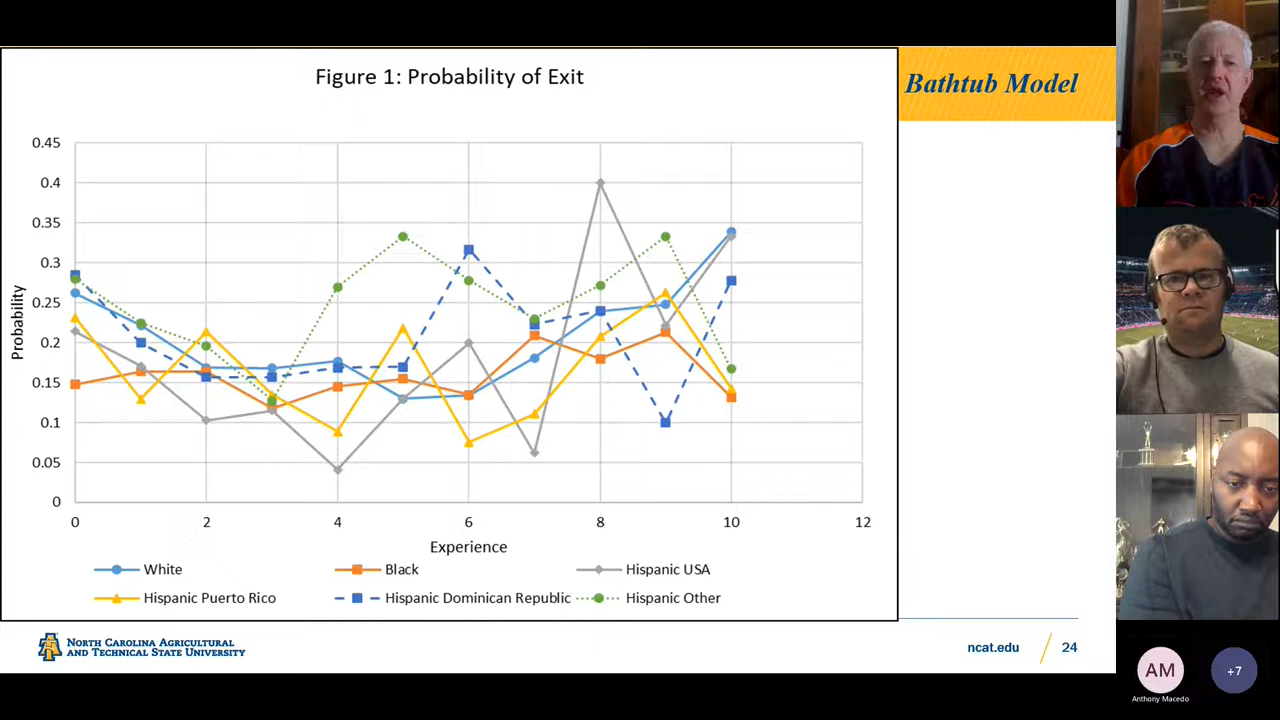 Figure 1: Probability of Exit
Bathtub Model
Probability
0.45
0.4
0.35
0.3
0.25
0.2
0.15
0.1
0.05
0
0 2 4 6 8 10 12
Experience
White Black Hispanic USA
Hispanic Puerto Rico Hispanic Dominican Republic Hispanic Other
NORTH CAROLINA AGRICULTURAL
AND TECHNICAL STATE UNIVERSITY
ncat.edu 24
AM +7
Anthony Macedo